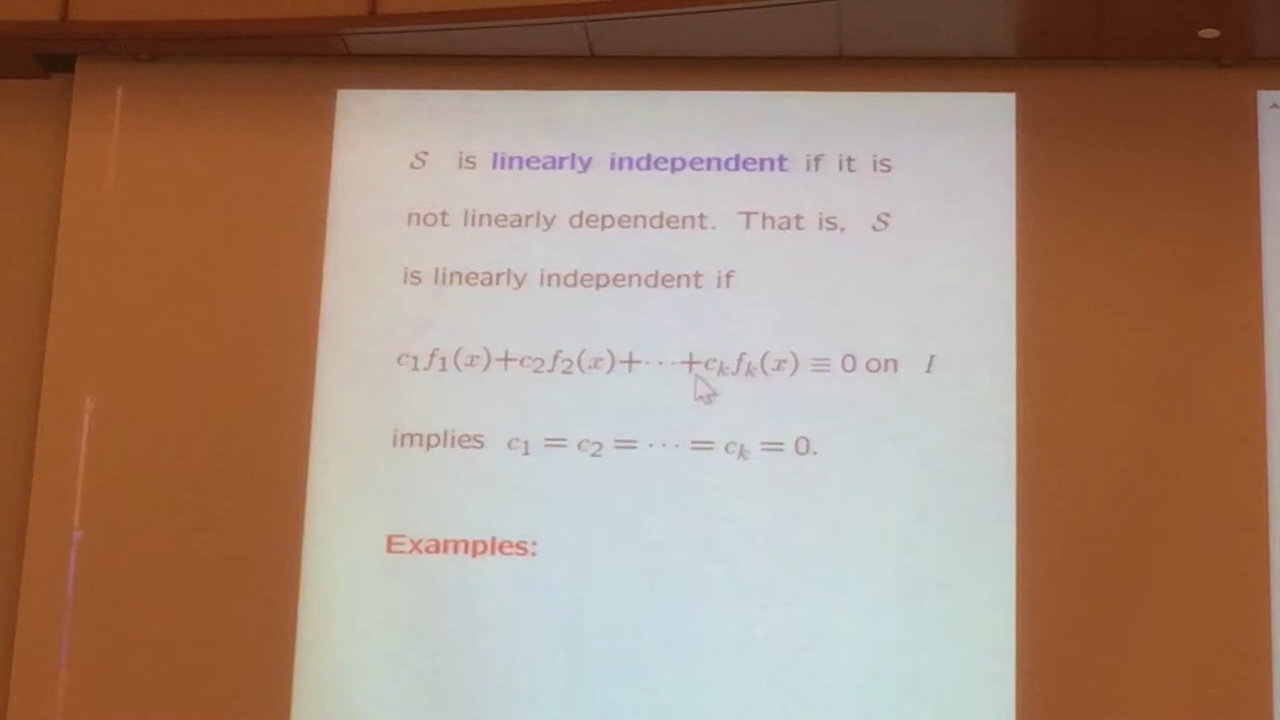 𝒮 is linearly independent if it is
not linearly dependent. That is, 𝒮
is linearly independent if
c₁f₁(x)+c₂f₂(x)+···+cₖfₖ(x) ≡ 0 on I
implies c₁ = c₂ = ··· = cₖ = 0.
Examples: